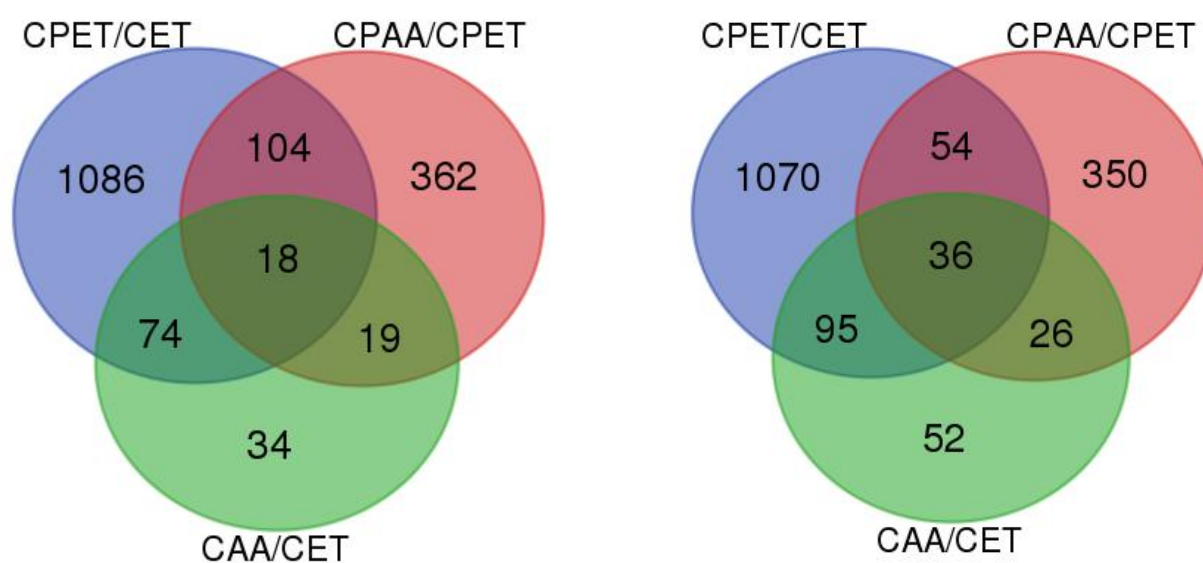 CPET/CET CPAA/CPET
1086 104 362
18
74 19
34
CAA/CET
CPET/CET CPAA/CPET
1070 54 350
36
95 26
52
CAA/CET